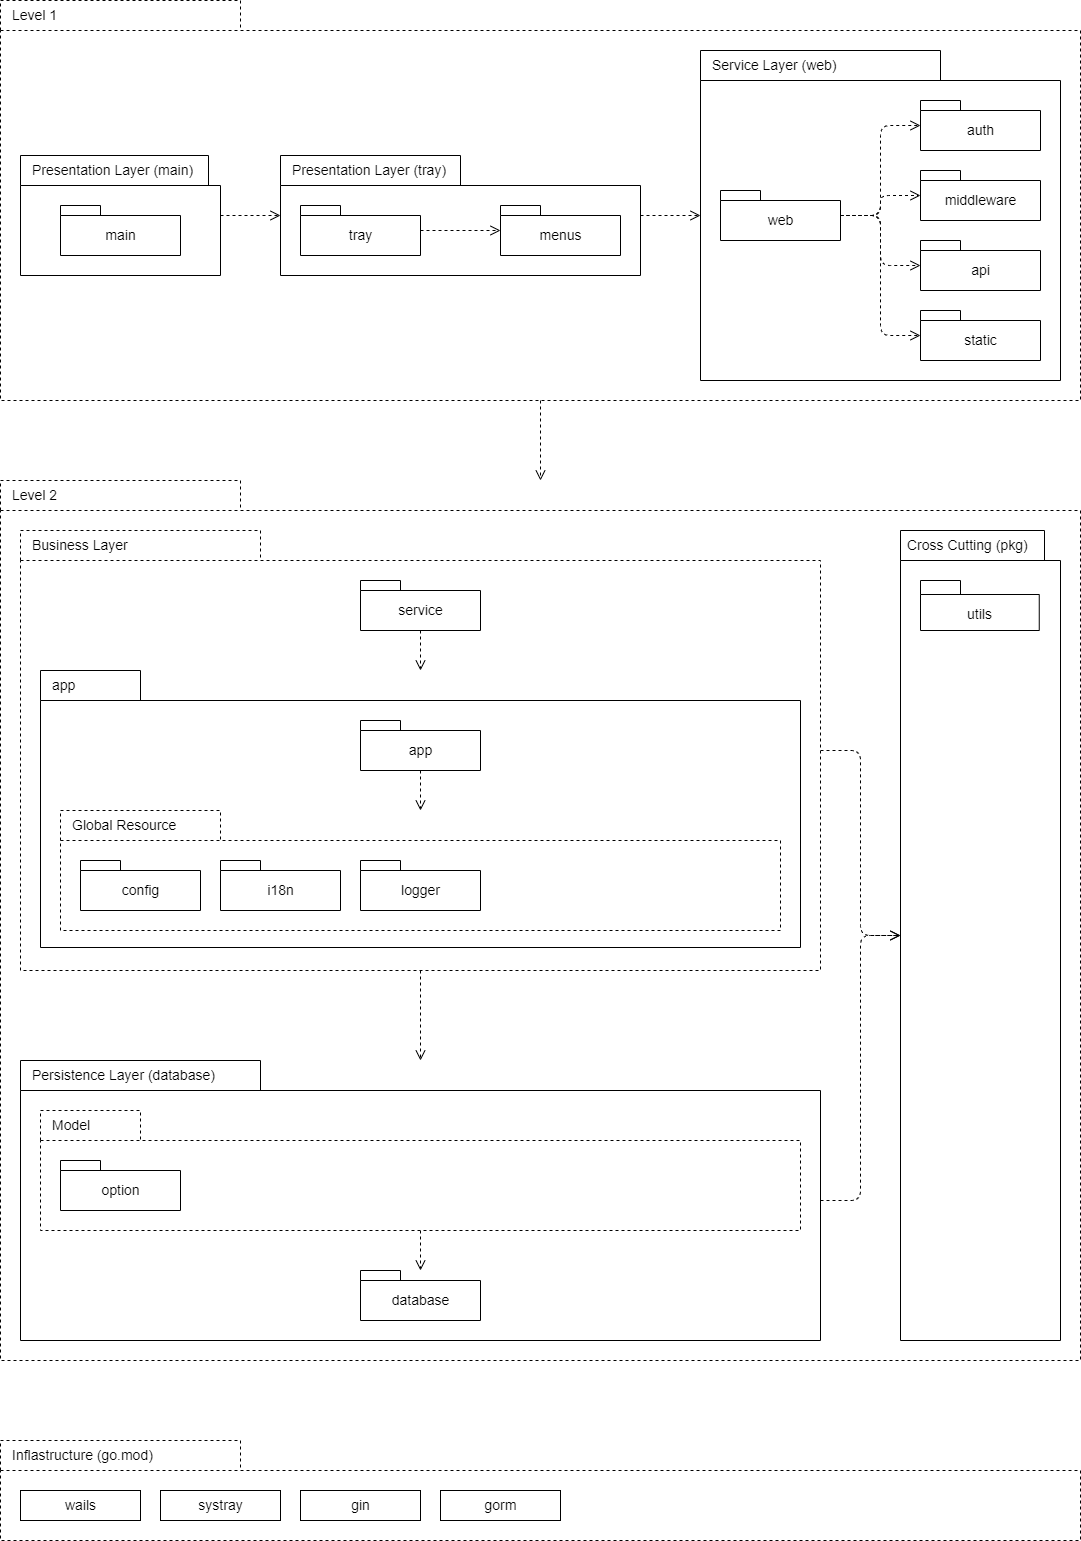 Level 1
Service Layer (web)
auth
Presentation Layer (main)
Presentation Layer (tray)
middleware
main
tray
menus
web
api
static
Level 2
Business Layer
Cross Cutting (pkg)
service
utils
app
app
Global Resource
config
i18n
logger
Persistence Layer (database)
Model
option
database
Inflastructure (go.mod)
wails
systray
gin
gorm